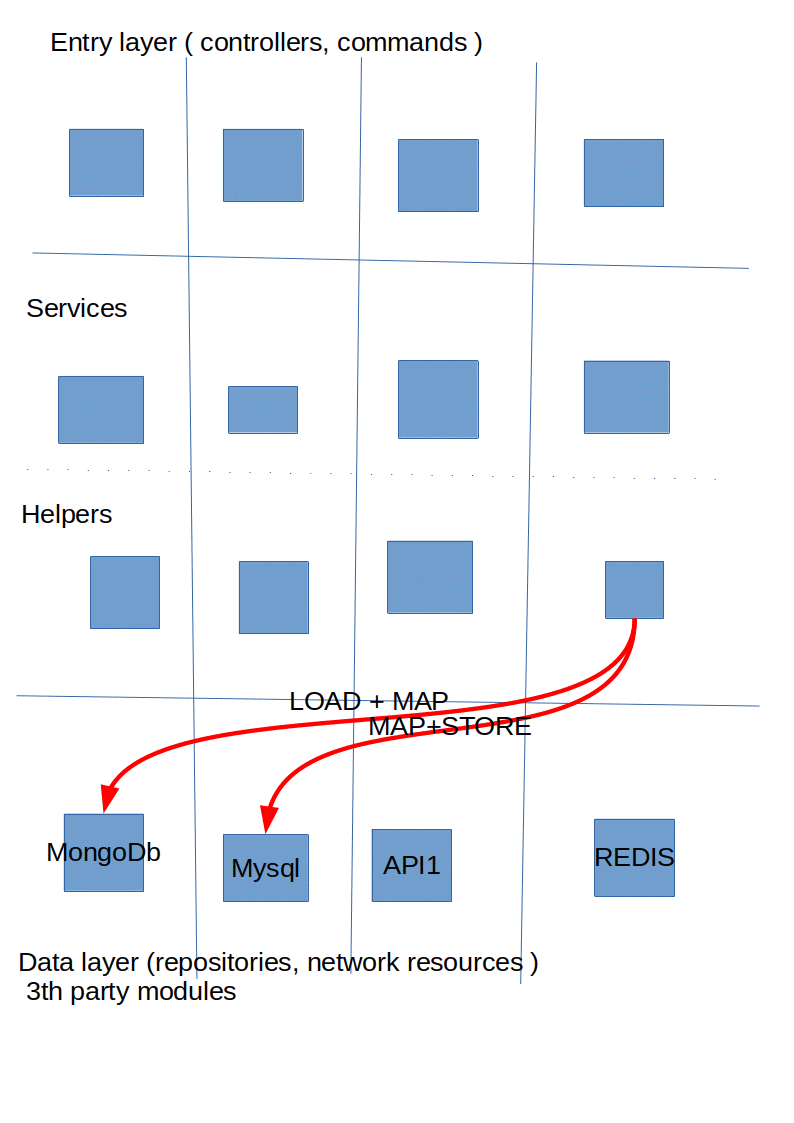 Entry layer ( controllers, commands )
Services
Helpers
LOAD + MAP
MAP+STORE
MongoDb
Mysql
API1
REDIS
Data layer (repositories, network resources )
3th party modules